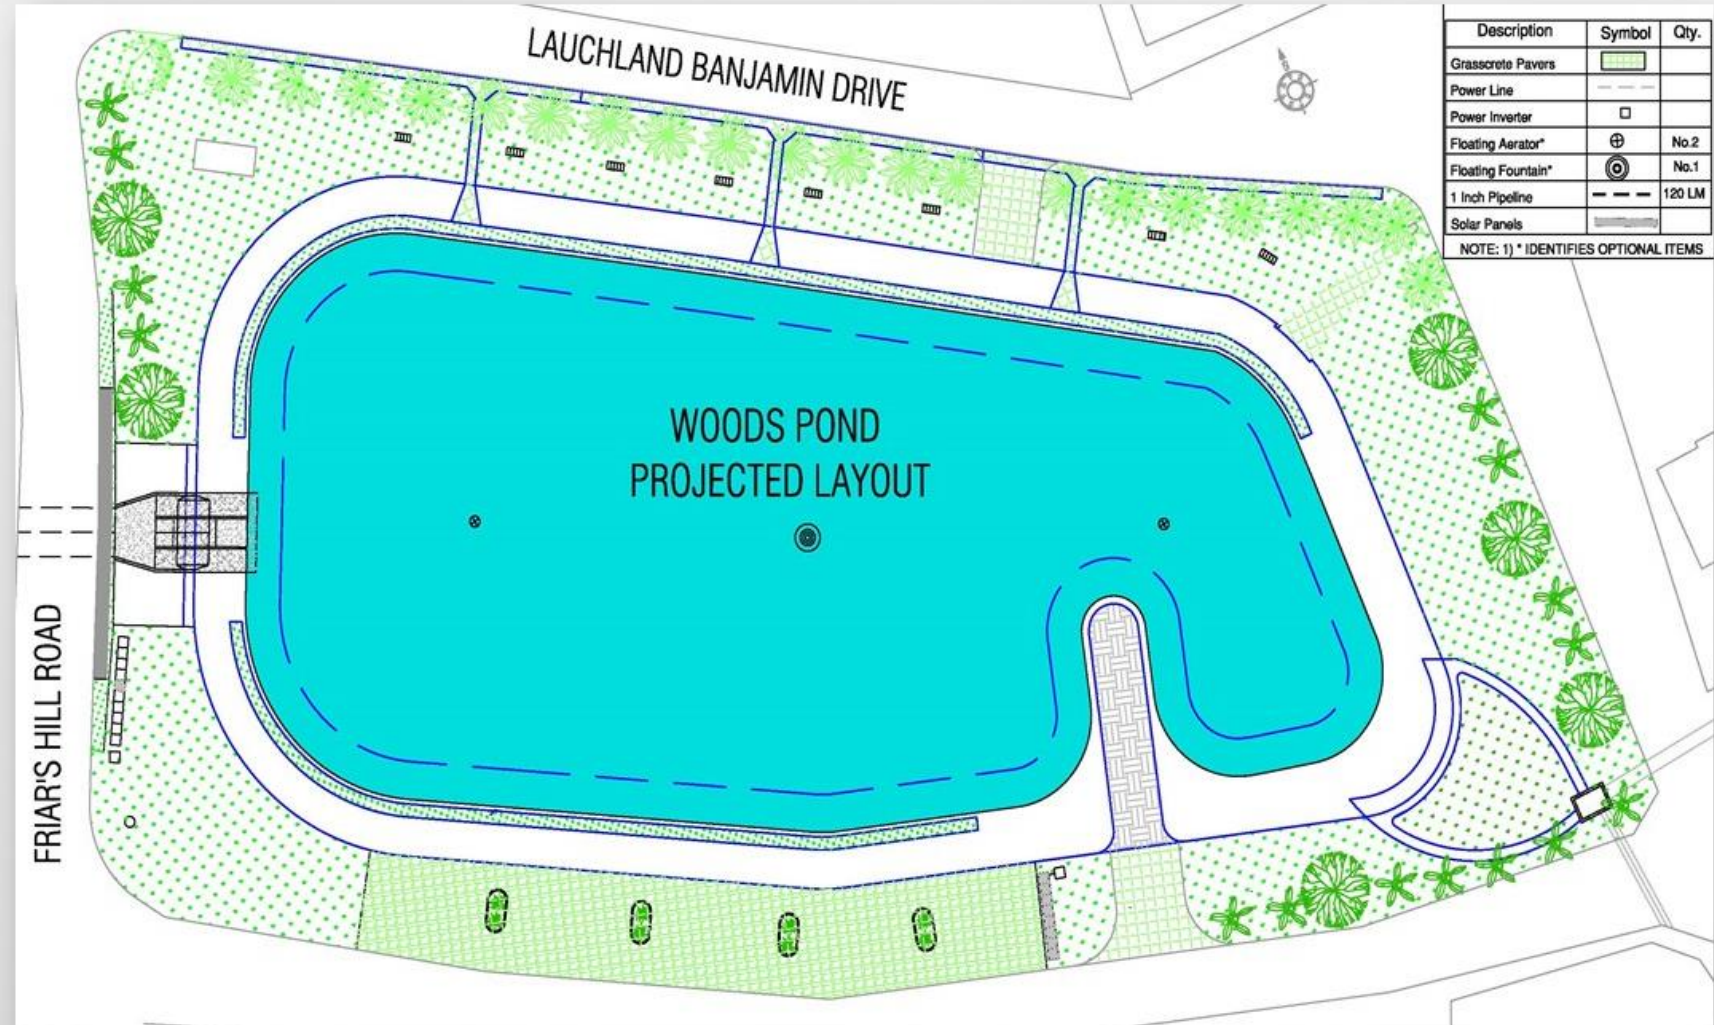 LAUCHLAND BANJAMIN DRIVE
Description Symbol Qty.
Grasscrete Pavers
Power Line
Power Inverter
Floating Aerator* No.2
Floating Fountain* No.1
1 Inch Pipeline 120 LM
Solar Panels
NOTE: 1) * IDENTIFIES OPTIONAL ITEMS
WOODS POND
PROJECTED LAYOUT
FRIAR'S HILL ROAD